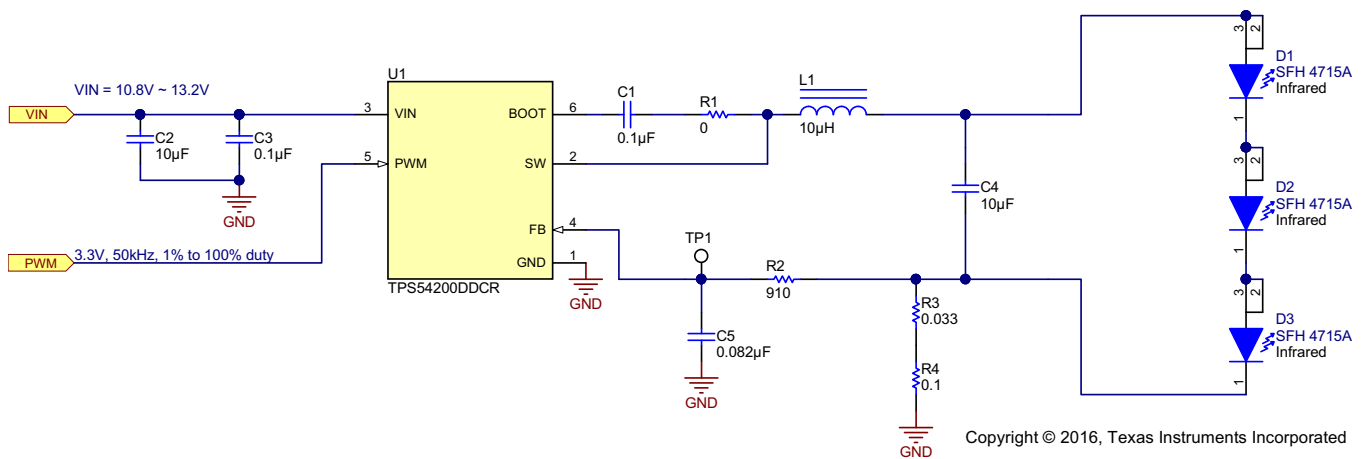 VIN = 10.8V ~ 13.2V
VIN
C2
10µF
C3
0.1µF
GND
PWM
3.3V, 50kHz, 1% to 100% duty
U1
3
VIN
5
PWM
BOOT
6
SW
2
FB
4
GND
1
TPS54200DDCR
GND
C1
0.1µF
R1
0
L1
10µH
C4
10µF
TP1
R2
910
C5
0.082µF
GND
R3
0.033
R4
0.1
GND
3
2
D1
SFH 4715A
Infrared
1
3
2
D2
SFH 4715A
Infrared
1
3
2
D3
SFH 4715A
Infrared
1
Copyright © 2016, Texas Instruments Incorporated